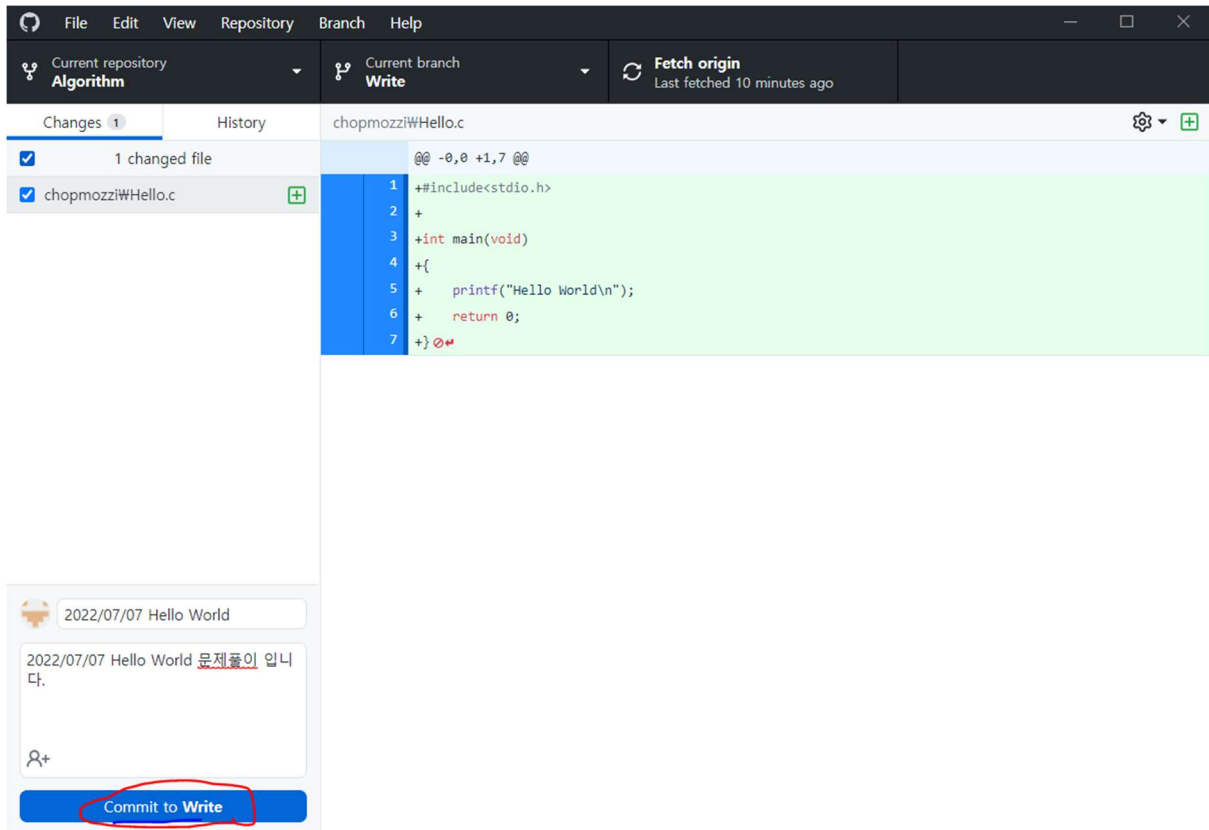 File Edit View Repository Branch Help
Current repository
Algorithm
Current branch
Write
Fetch origin
Last fetched 10 minutes ago
Changes 1
History
chopmozzi₩Hello.c
1 changed file
chopmozzi₩Hello.c
@@ -0,0 +1,7 @@
1 +#include<stdio.h>
2 +
3 +int main(void)
4 +{
5 +    printf("Hello World\n");
6 +    return 0;
7 +}
2022/07/07 Hello World
2022/07/07 Hello World 문제풀이 입니
다.
Commit to Write